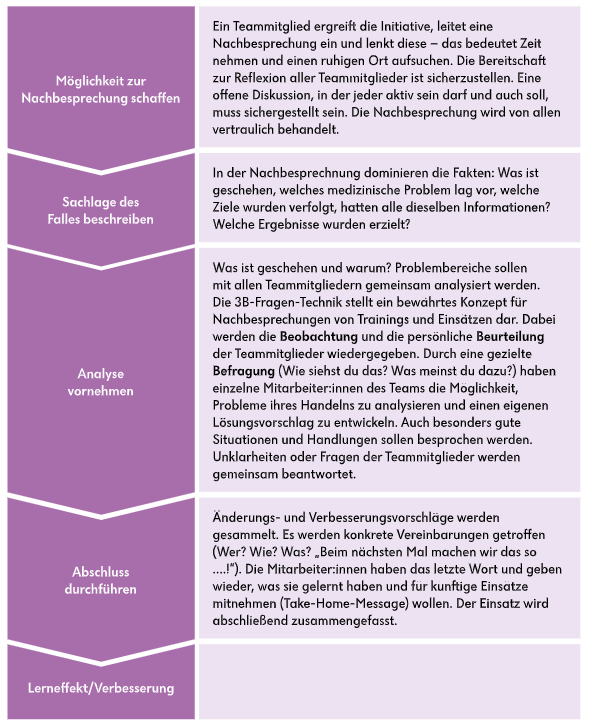 Möglichkeit zur
Nachbesprechung schaffen
Ein Teammitglied ergreift die Initiative, leitet eine
Nachbesprechung ein und lenkt diese – das bedeutet Zeit
nehmen und einen ruhigen Ort aufsuchen. Die Bereitschaft
zur Reflexion aller Teammitglieder ist sicherzustellen. Eine
offene Diskussion, in der jeder aktiv sein darf und auch soll,
muss sichergestellt sein. Die Nachbesprechung wird von allen
vertraulich behandelt.
Sachlage des
Falles beschreiben
In der Nachbesprechnung dominieren die Fakten: Was ist
geschehen, welches medizinische Problem lag vor, welche
Ziele wurden verfolgt, hatten alle dieselben Informationen?
Welche Ergebnisse wurden erzielt?
Analyse
vornehmen
Was ist geschehen und warum? Problembereiche sollen
mit allen Teammitgliedern gemeinsam analysiert werden.
Die 3B-Fragen-Technik stellt ein bewährtes Konzept für
Nachbesprechungen von Trainings und Einsätzen dar. Dabei
werden die Beobachtung und die persönliche Beurteilung
der Teammitglieder wiedergegeben. Durch eine gezielte
Befragung (Wie siehst du das? Was meinst du dazu?) haben
einzelne Mitarbeiter:innen des Teams die Möglichkeit,
Probleme ihres Handelns zu analysieren und einen eigenen
Lösungsvorschlag zu entwickeln. Auch besonders gute
Situationen und Handlungen sollen besprochen werden.
Unklarheiten oder Fragen der Teammitglieder werden
gemeinsam beantwortet.
Abschluss
durchführen
Änderungs- und Verbesserungsvorschläge werden
gesammelt. Es werden konkrete Vereinbarungen getroffen
(Wer? Wie? Was? „Beim nächsten Mal machen wir das so
....!“). Die Mitarbeiter:innen haben das letzte Wort und geben
wieder, was sie gelernt haben und für kunftige Einsätze
mitnehmen (Take-Home-Message) wollen. Der Einsatz wird
abschließend zusammengefasst.
Lerneffekt/Verbesserung